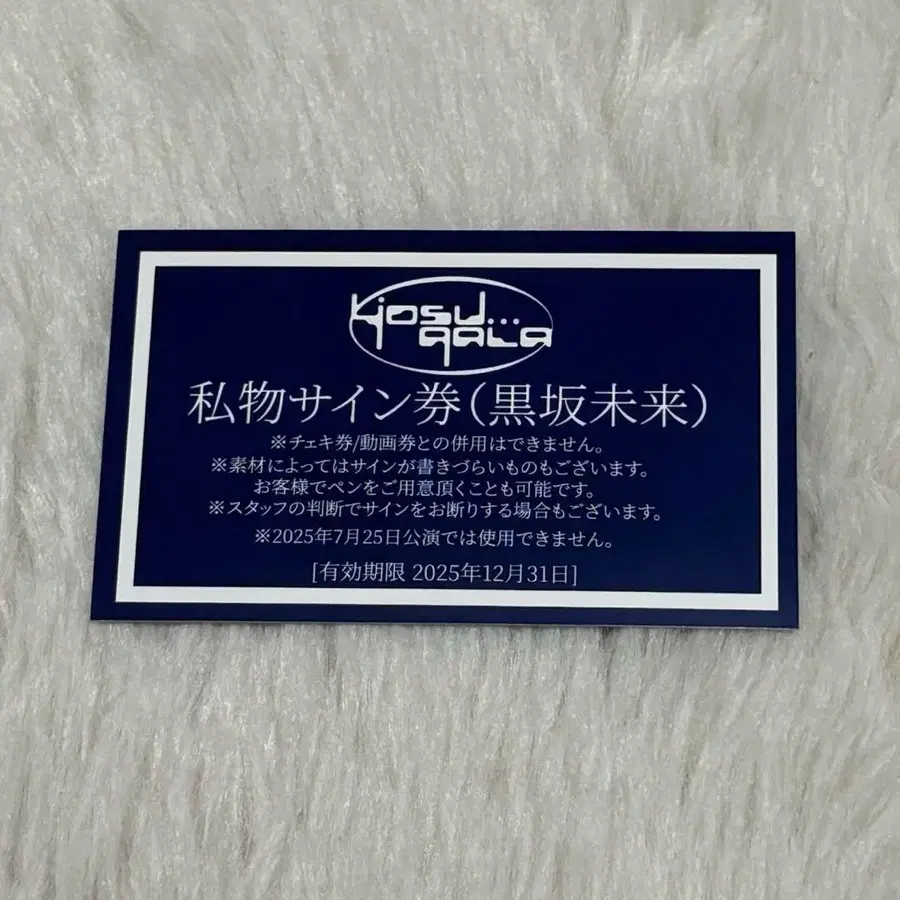 kiosu...
qala
私物サイン券(黒坂未来)
※チェキ券/動画券との併用はできません。
※素材によってはサインが書きづらいものもございます。
お客様でペンをご用意頂くことも可能です。
※スタッフの判断でサインをお断りする場合もございます。
※2025年7月25日公演では使用できません。
[有効期限 2025年12月31日]